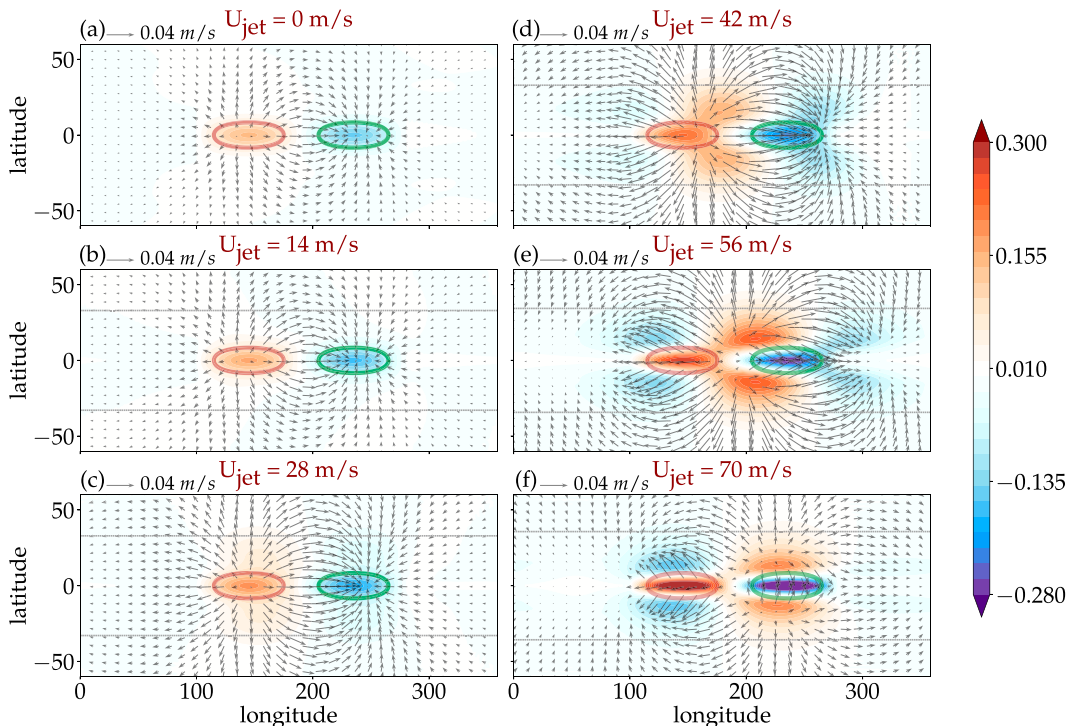 (a) 0.04 m/s U_jet = 0 m/s
50
0
−50
latitude
(b) 0.04 m/s U_jet = 14 m/s
50
0
−50
latitude
(c) 0.04 m/s U_jet = 28 m/s
50
0
−50
latitude
0 100 200 300
longitude
(d) 0.04 m/s U_jet = 42 m/s
(e) 0.04 m/s U_jet = 56 m/s
(f) 0.04 m/s U_jet = 70 m/s
0 100 200 300
longitude
0.300
0.155
0.010
−0.135
−0.280